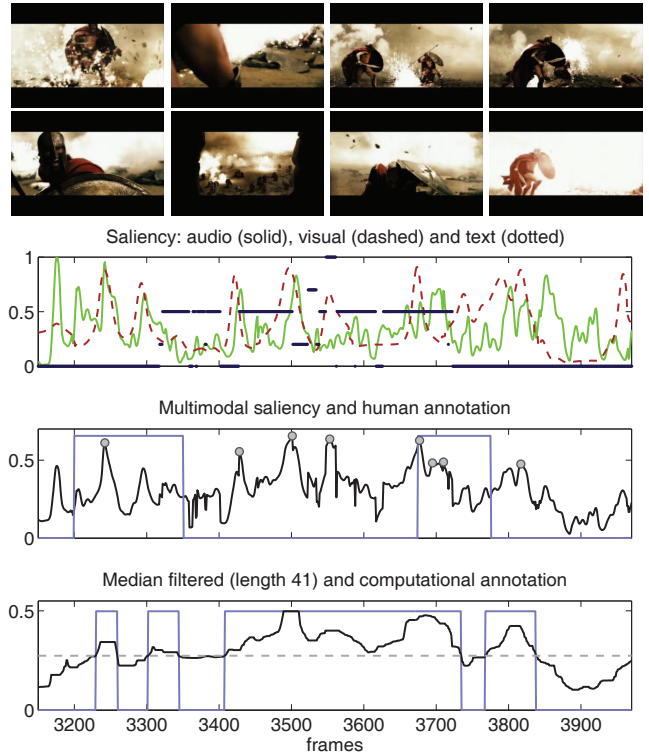 Saliency: audio (solid), visual (dashed) and text (dotted)
1
0.5
0
Multimodal saliency and human annotation
0.5
0
Median filtered (length 41) and computational annotation
0.5
0
3200 3300 3400 3500 3600 3700 3800 3900
frames